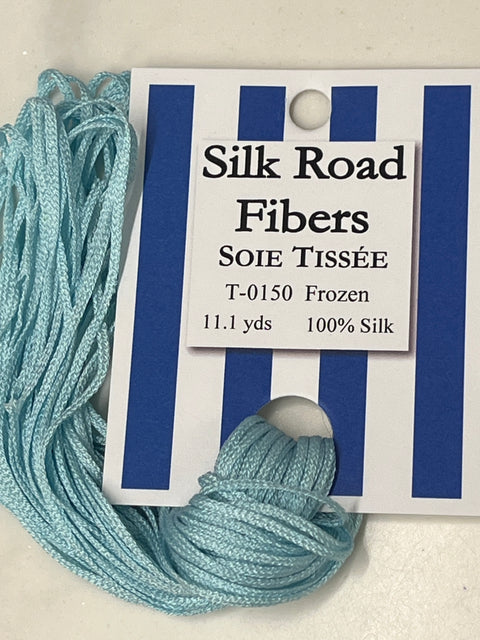 Silk Road
Fibers
SOIE TISSÉE
T-0150 Frozen
11.1 yds 100% Silk